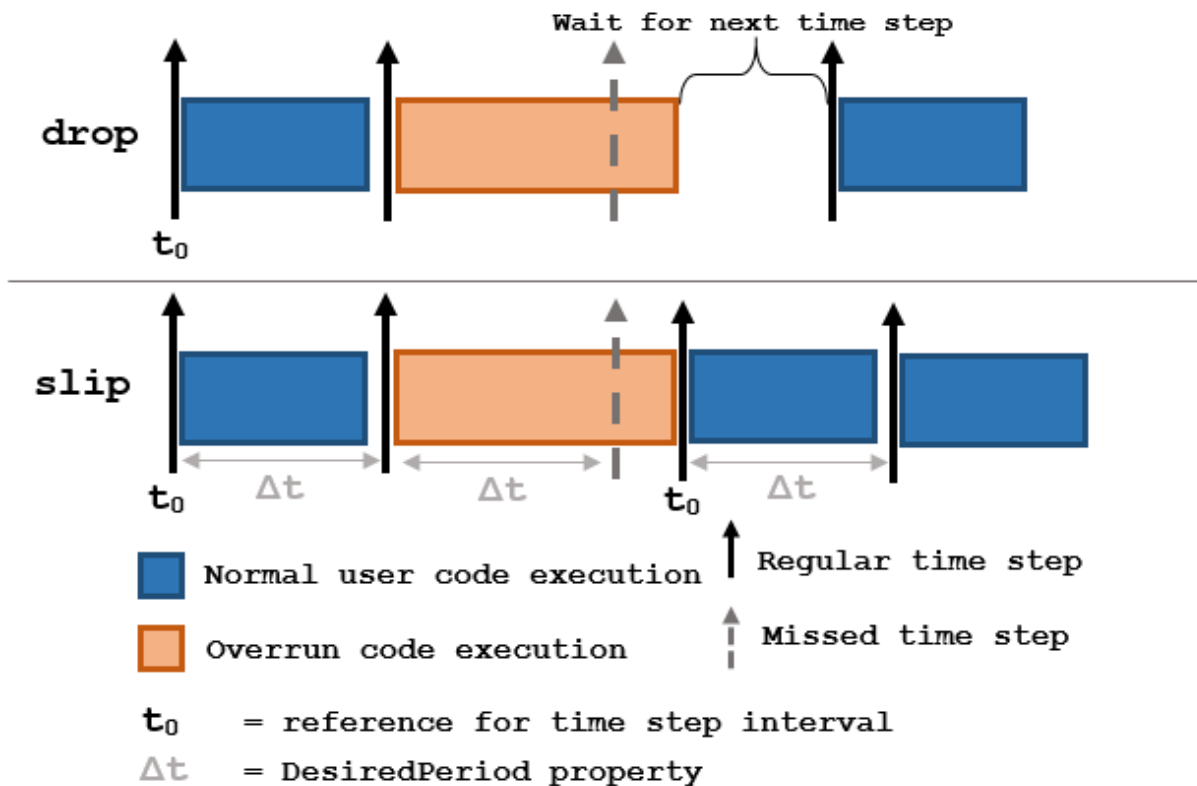 Wait for next time step
drop
t₀
slip
Δt Δt Δt
t₀ t₀
Normal user code execution
Regular time step
Overrun code execution
Missed time step
t₀ = reference for time step interval
Δt = DesiredPeriod property